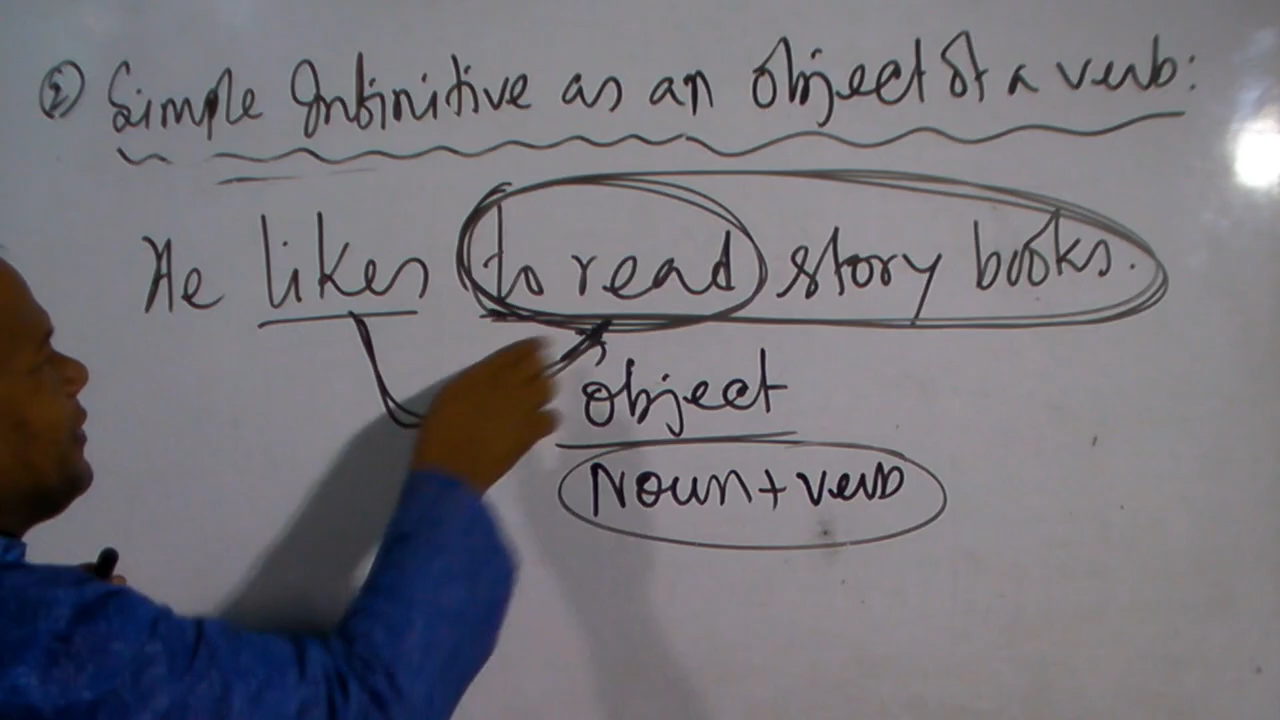 ② Simple Infinitive as an object of a verb:
He likes to read story books.
object
Noun + verb